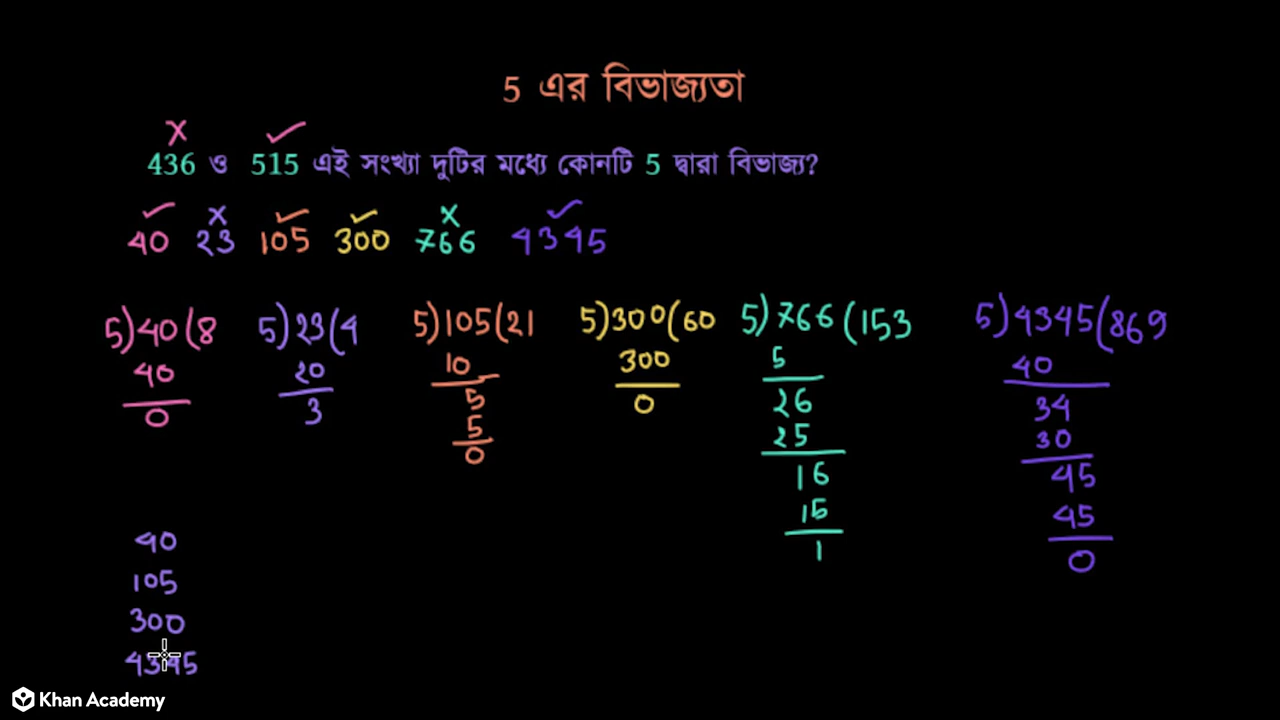 5 এর বিভাজ্যতা
x ✓
436 ও 515 এই সংখ্যা দুটির মধ্যে কোনটি 5 দ্বারা বিভাজ্য?
✓ x ✓ ✓ x ✓
40 23 105 300 766 4345
5)40(8 5)23(4 5)105(21 5)300(60 5)766(153 5)4345(869
40 20 10 300 5 40
0 3 5 0 26 34
5 25 30
0 16 45
15 45
1 0
40
105
300
4345
Khan Academy